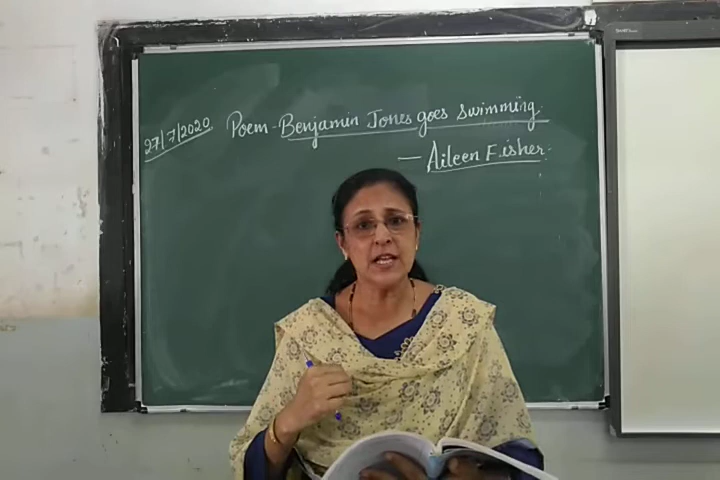 27/7/2020 Poem - Benjamin Jones goes swimming.
— Aileen Fisher.